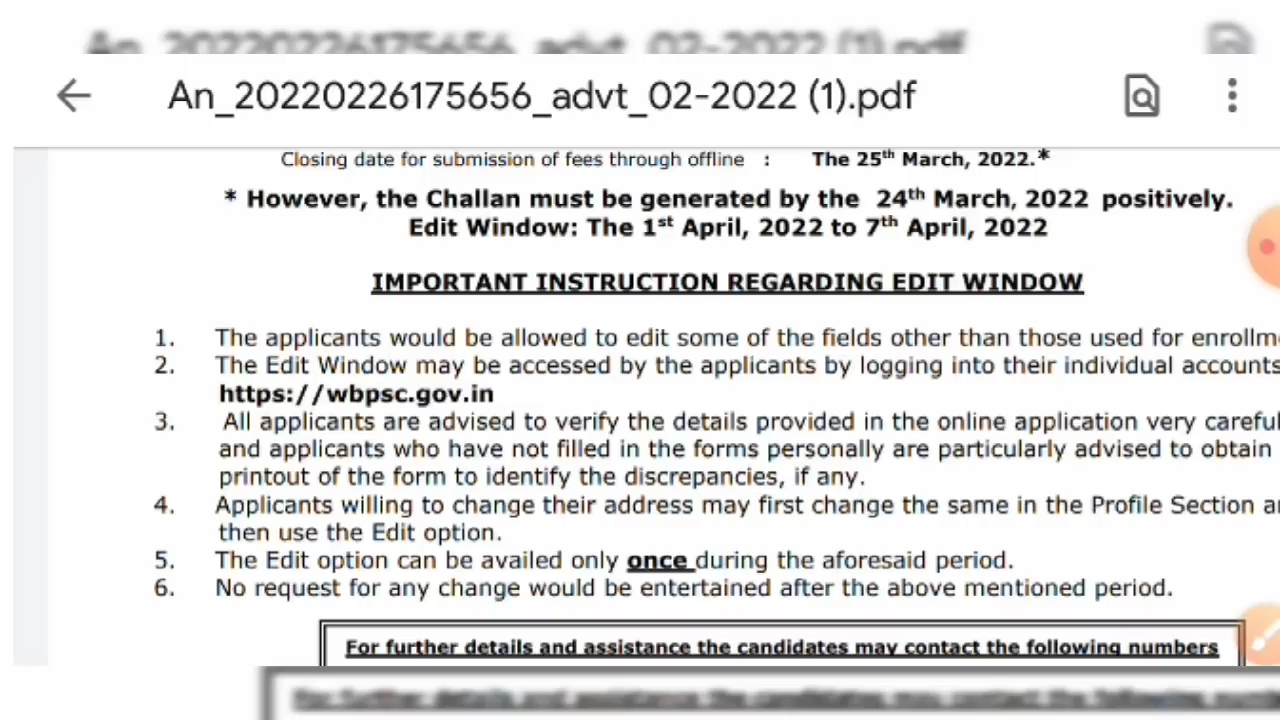 An_20220226175656_advt_02-2022 (1).pdf
Closing date for submission of fees through offline : The 25th March, 2022.*
* However, the Challan must be generated by the 24th March, 2022 positively.
Edit Window: The 1st April, 2022 to 7th April, 2022
IMPORTANT INSTRUCTION REGARDING EDIT WINDOW
1. The applicants would be allowed to edit some of the fields other than those used for enrollm
2. The Edit Window may be accessed by the applicants by logging into their individual accounts
https://wbpsc.gov.in
3. All applicants are advised to verify the details provided in the online application very careful
and applicants who have not filled in the forms personally are particularly advised to obtain
printout of the form to identify the discrepancies, if any.
4. Applicants willing to change their address may first change the same in the Profile Section a
then use the Edit option.
5. The Edit option can be availed only once during the aforesaid period.
6. No request for any change would be entertained after the above mentioned period.
For further details and assistance the candidates may contact the following numbers